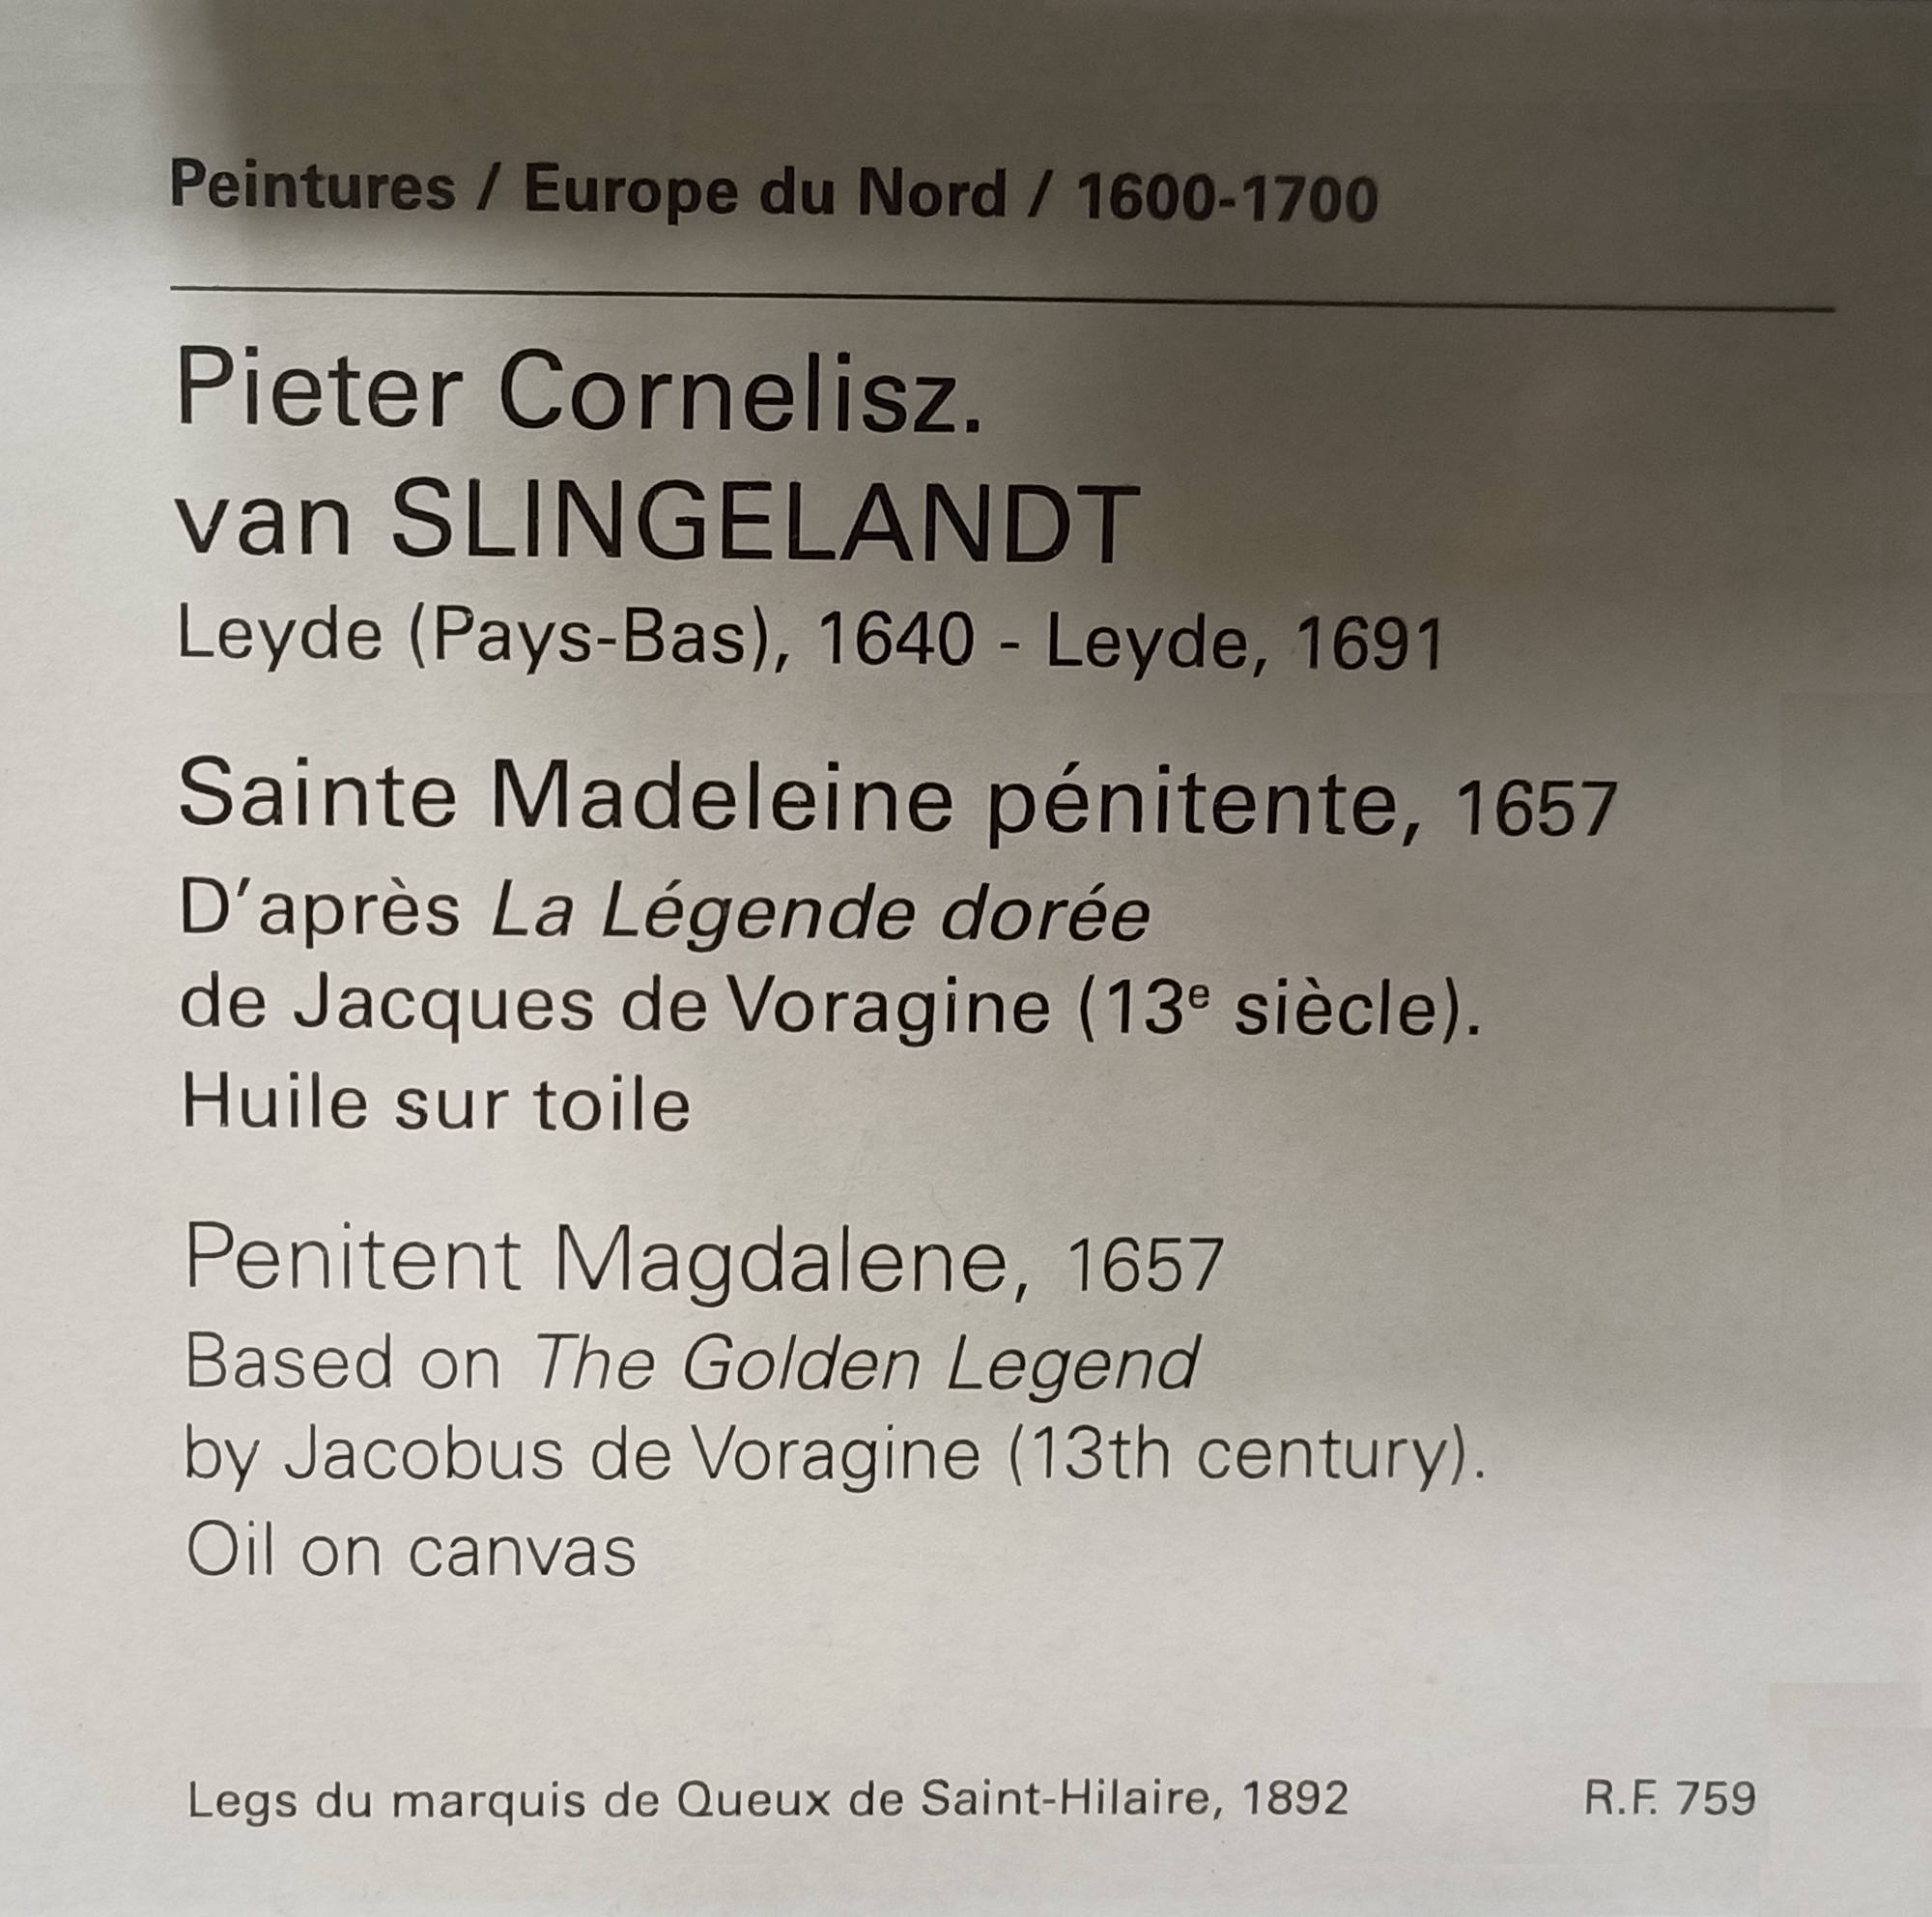 Peintures / Europe du Nord / 1600-1700
Pieter Cornelisz.
van SLINGELANDT
Leyde (Pays-Bas), 1640 - Leyde, 1691
Sainte Madeleine pénitente, 1657
D'après La Légende dorée
de Jacques de Voragine (13e siècle).
Huile sur toile
Penitent Magdalene, 1657
Based on The Golden Legend
by Jacobus de Voragine (13th century).
Oil on canvas
Legs du marquis de Queux de Saint-Hilaire, 1892 R.F. 759